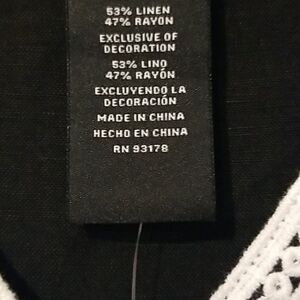 53% LINEN
47% RAYON
EXCLUSIVE OF
DECORATION
53% LINO
47% RAYÓN
EXCLUYENDO LA
DECORACIÓN
MADE IN CHINA
HECHO EN CHINA
RN 93178